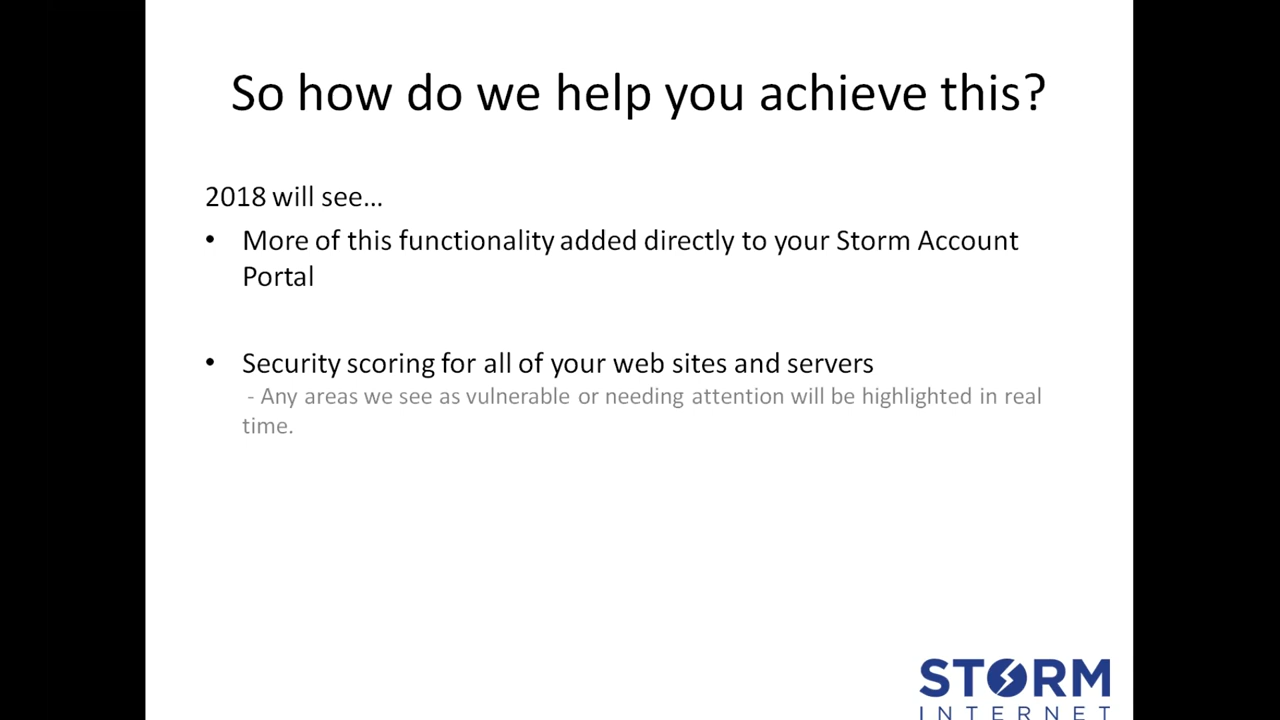 So how do we help you achieve this?
2018 will see…
• More of this functionality added directly to your Storm Account
Portal
• Security scoring for all of your web sites and servers
- Any areas we see as vulnerable or needing attention will be highlighted in real
time.
STORM
INTERNET